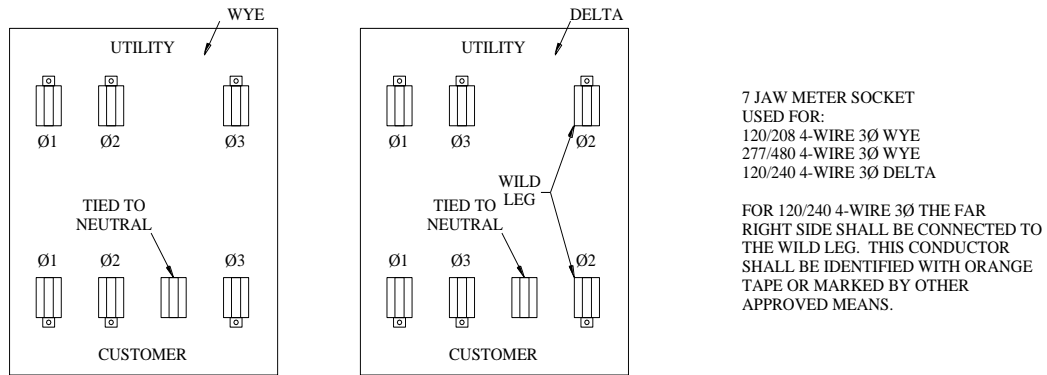 WYE
UTILITY
Ø1 Ø2 Ø3
TIED TO
NEUTRAL
Ø1 Ø2 Ø3
CUSTOMER
DELTA
UTILITY
Ø1 Ø3 Ø2
WILD
LEG
TIED TO
NEUTRAL
Ø1 Ø3 Ø2
CUSTOMER
7 JAW METER SOCKET
USED FOR:
120/208 4-WIRE 3Ø WYE
277/480 4-WIRE 3Ø WYE
120/240 4-WIRE 3Ø DELTA
FOR 120/240 4-WIRE 3Ø THE FAR
RIGHT SIDE SHALL BE CONNECTED TO
THE WILD LEG. THIS CONDUCTOR
SHALL BE IDENTIFIED WITH ORANGE
TAPE OR MARKED BY OTHER
APPROVED MEANS.